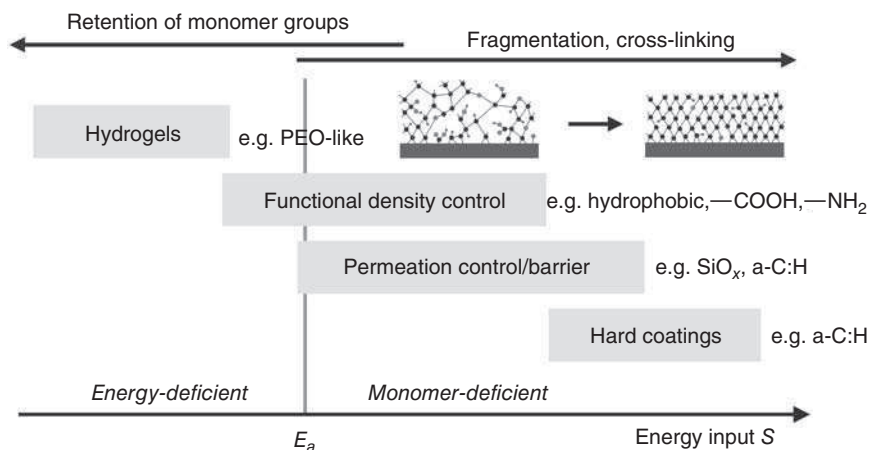 Retention of monomer groups
Fragmentation, cross-linking
Hydrogels
e.g. PEO-like
Functional density control
e.g. hydrophobic,—COOH,—NH₂
Permeation control/barrier
e.g. SiOₓ, a-C:H
Hard coatings
e.g. a-C:H
Energy-deficient
Monomer-deficient
Eₐ
Energy input S